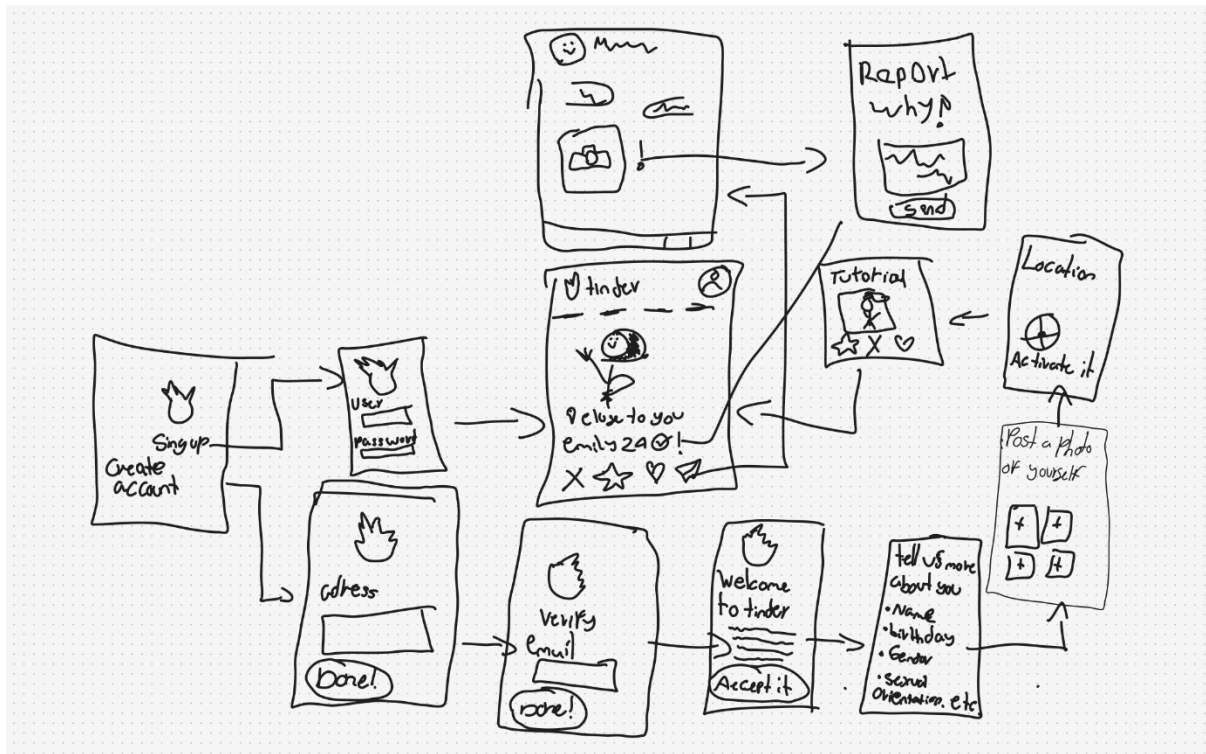 RepOrt
why?
send
Location
Activate it
Tutorial
X
tinder
close to you
emily 24 !
X
Sing up
Create
account
User
password
Post a photo
of yourself
+ +
+ +
adress
Done!
Verify
email
Done!
Welcome
to tinder
Accept it
tell us more
about you
• Name
• birthday
• Gender
• sexual
Orientation. etc